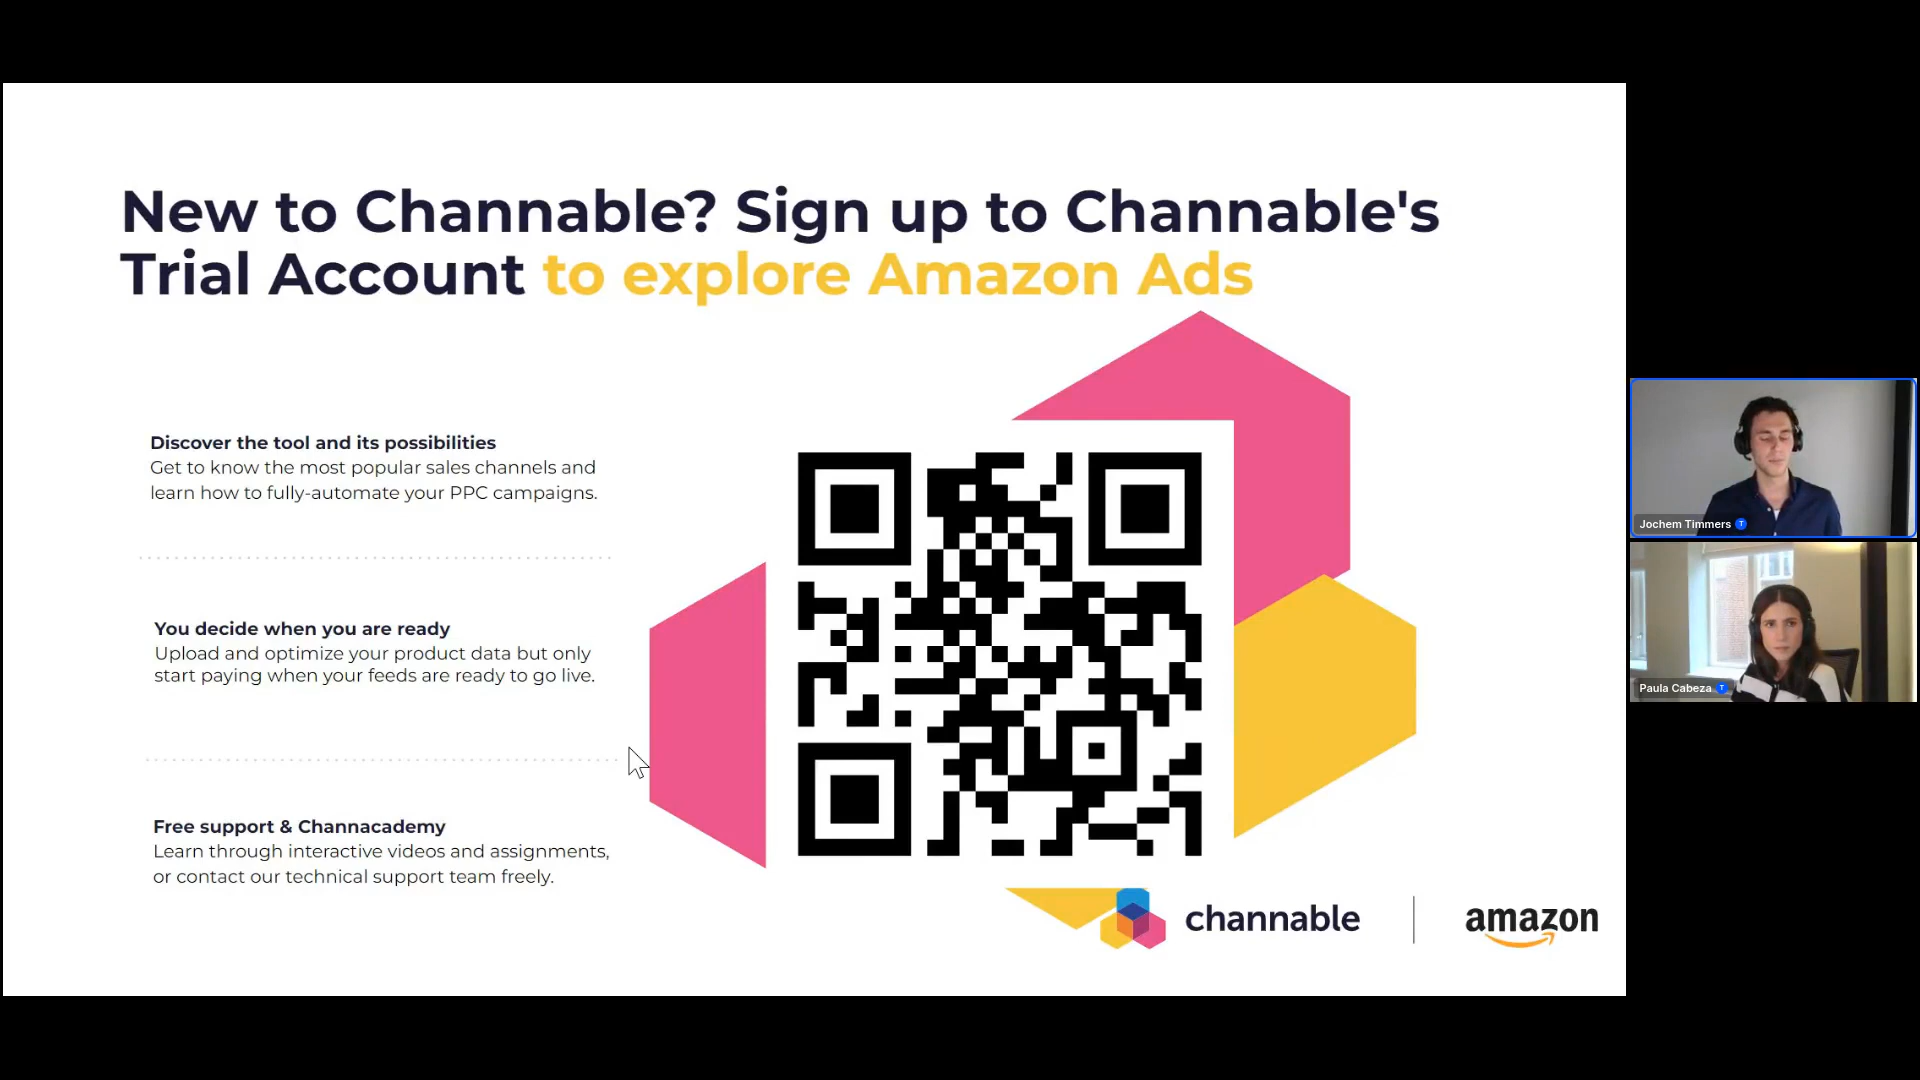 New to Channable? Sign up to Channable's
Trial Account to explore Amazon Ads
Discover the tool and its possibilities
Get to know the most popular sales channels and
learn how to fully-automate your PPC campaigns.
You decide when you are ready
Upload and optimize your product data but only
start paying when your feeds are ready to go live.
Free support & Channacademy
Learn through interactive videos and assignments,
or contact our technical support team freely.
channable
amazon
Jochem Timmers T
Paula Cabeza T